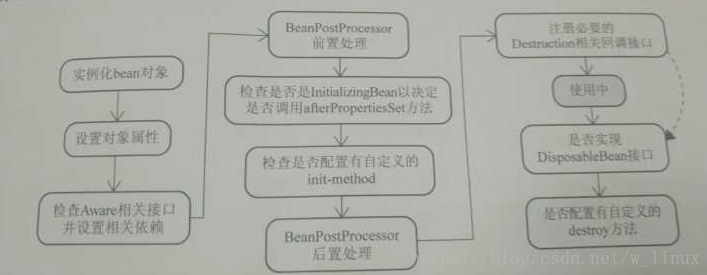 实例化bean对象
设置对象属性
检查Aware相关接口
并设置相关依赖
BeanPostProcessor
前置处理
检查是否是InitializingBean以决定
是否调用afterPropertiesSet方法
检查是否配置有自定义的
init-method
BeanPostProcessor
后置处理
注册必要的
Destruction相关回调接口
使用中
是否实现
DisposableBean接口
是否配置有自定义的
destroy方法
https://blog.csdn.net/w_linux